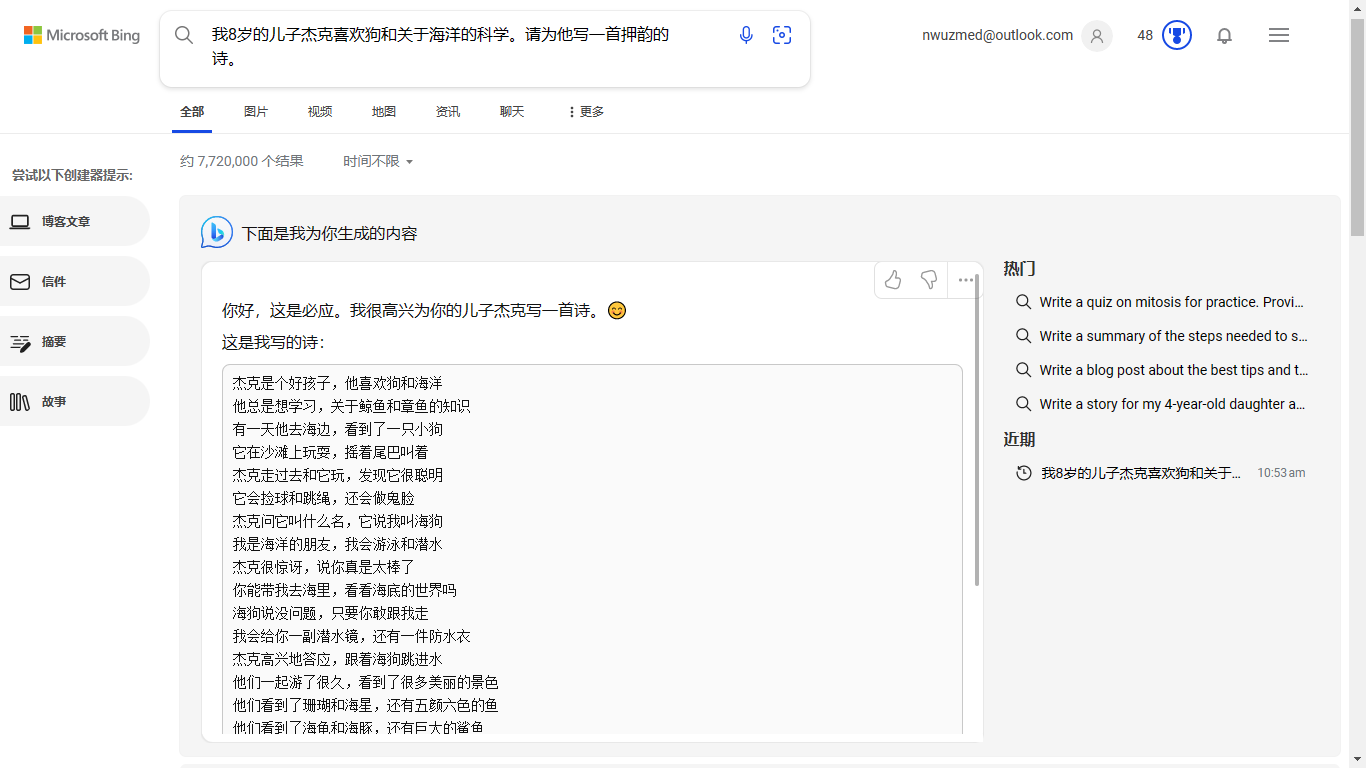 Microsoft Bing
我8岁的儿子杰克喜欢狗和关于海洋的科学。请为他写一首押韵的
诗。
nwuzmed@outlook.com
48
全部
图片
视频
地图
资讯
聊天
更多
约 7,720,000 个结果
时间不限
尝试以下创建器提示:
博客文章
信件
摘要
故事
下面是我为你生成的内容
你好，这是必应。我很高兴为你的儿子杰克写一首诗。😊
这是我写的诗：
杰克是个好孩子，他喜欢狗和海洋
他总是想学习，关于鲸鱼和章鱼的知识
有一天他去海边，看到了一只小狗
它在沙滩上玩耍，摇着尾巴叫着
杰克走过去和它玩，发现它很聪明
它会捡球和跳绳，还会做鬼脸
杰克问它叫什么名，它说我叫海狗
我是海洋的朋友，我会游泳和潜水
杰克很惊讶，说你真是太棒了
你能带我去海里，看看海底的世界吗
海狗说没问题，只要你敢跟我走
我会给你一副潜水镜，还有一件防水衣
杰克高兴地答应，跟着海狗跳进水
他们一起游了很久，看到了很多美丽的景色
他们看到了珊瑚和海星，还有五颜六色的鱼
他们看到了海龟和海豚，还有巨大的鲨鱼
热门
Write a quiz on mitosis for practice. Provi...
Write a summary of the steps needed to s...
Write a blog post about the best tips and t...
Write a story for my 4-year-old daughter a...
近期
我8岁的儿子杰克喜欢狗和关于...
10:53 am